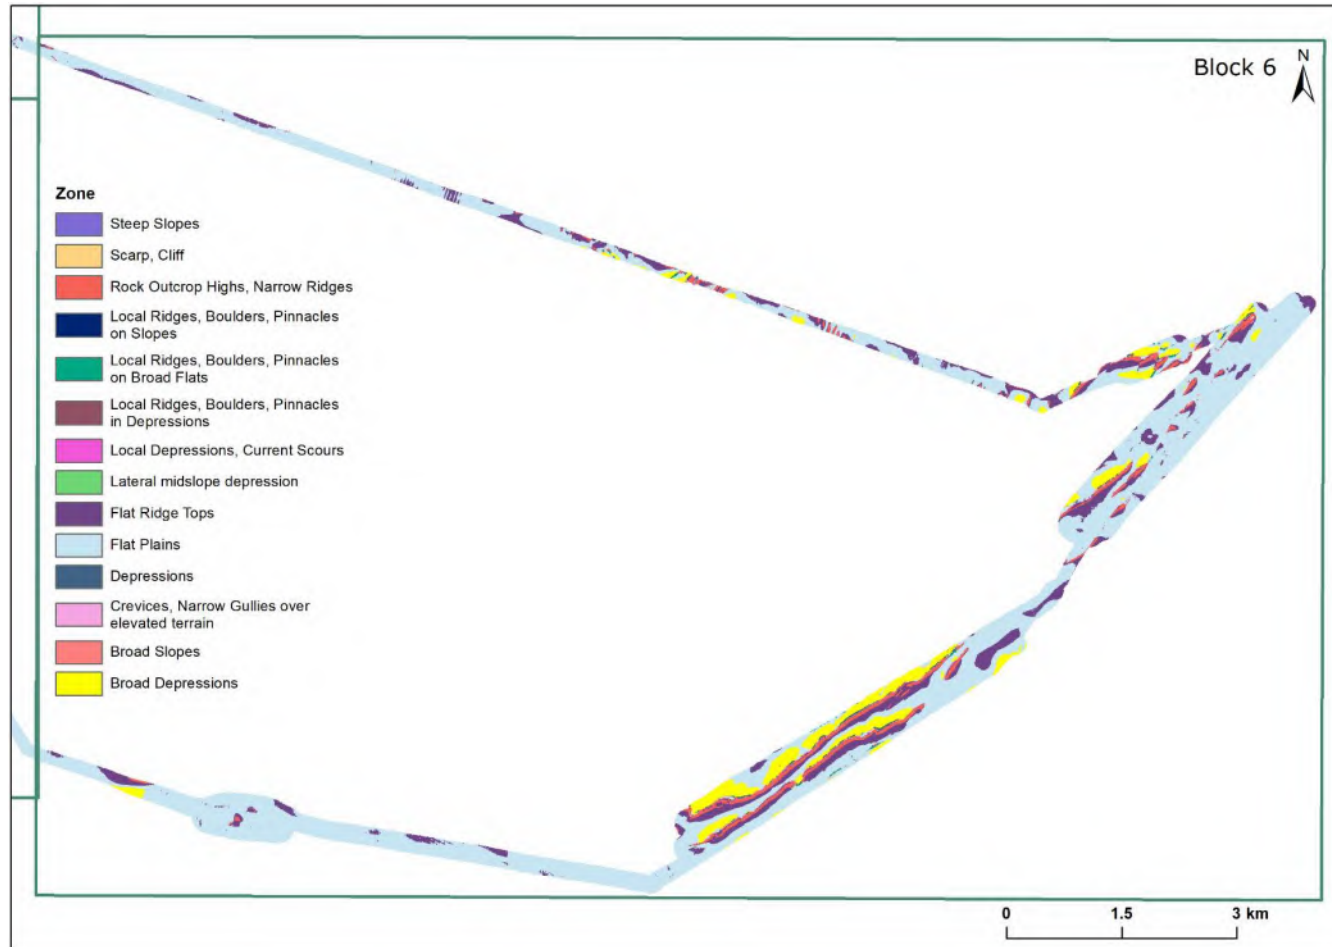 Block 6
N
Zone
Steep Slopes
Scarp, Cliff
Rock Outcrop Highs, Narrow Ridges
Local Ridges, Boulders, Pinnacles
on Slopes
Local Ridges, Boulders, Pinnacles
on Broad Flats
Local Ridges, Boulders, Pinnacles
in Depressions
Local Depressions, Current Scours
Lateral midslope depression
Flat Ridge Tops
Flat Plains
Depressions
Crevices, Narrow Gullies over
elevated terrain
Broad Slopes
Broad Depressions
0 1.5 3 km